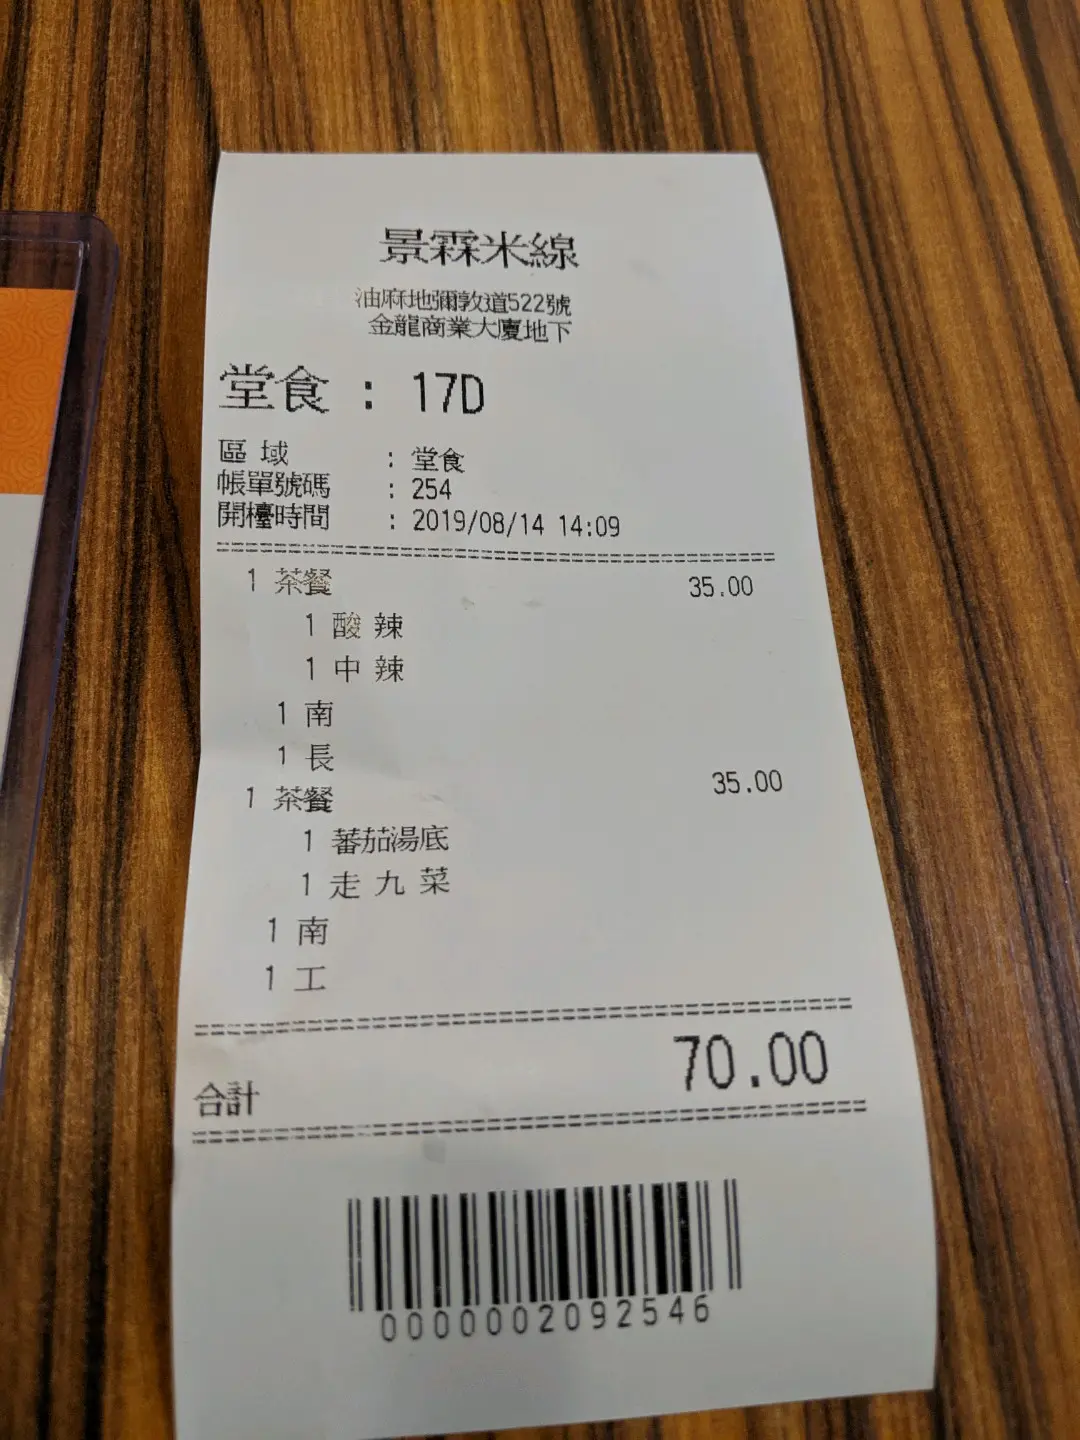 景霖米線
油麻地彌敦道522號
金龍商業大廈地下
堂食 : 17D
區 域 : 堂食
帳單號碼 : 254
開檯時間 : 2019/08/14 14:09
1 茶餐 35.00
1 酸 辣
1 中 辣
1 南
1 長
1 茶餐 35.00
1 蕃茄湯底
1 走 九 菜
1 南
1 工
合計 70.00
0000002092546